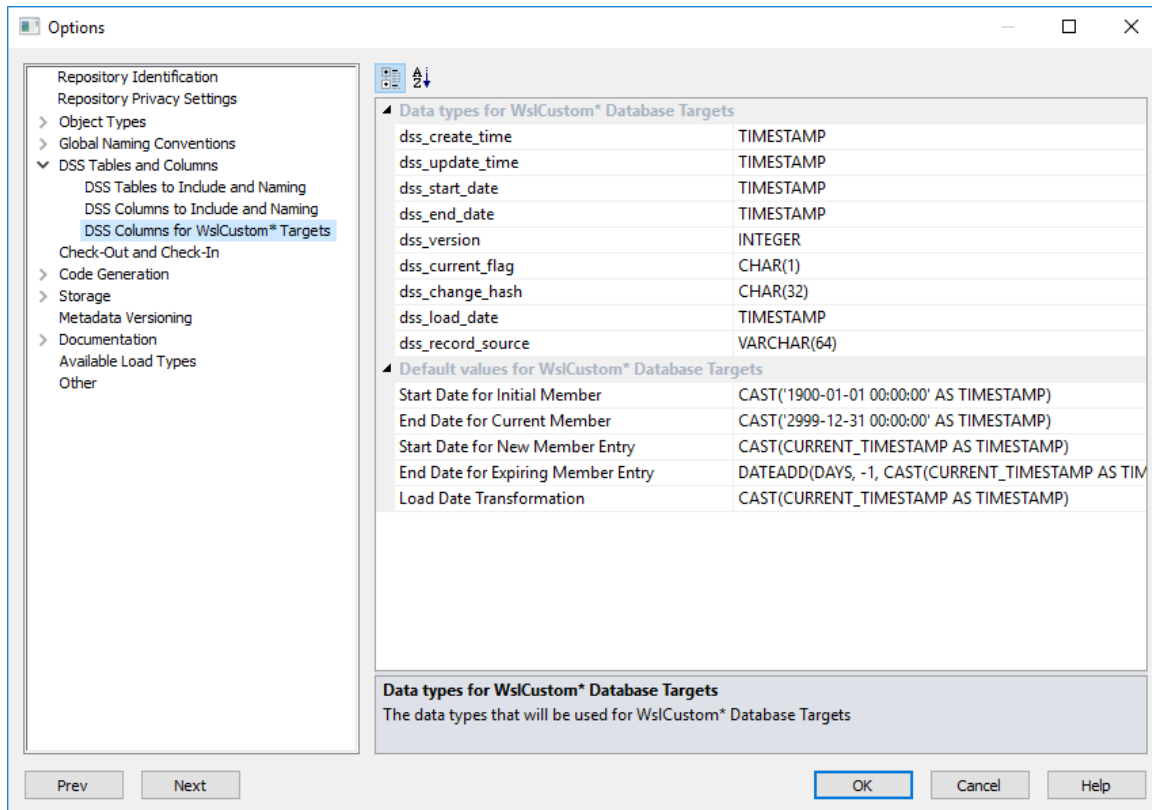 Options
Repository Identification
Repository Privacy Settings
Object Types
Global Naming Conventions
DSS Tables and Columns
DSS Tables to Include and Naming
DSS Columns to Include and Naming
DSS Columns for WslCustom* Targets
Check-Out and Check-In
Code Generation
Storage
Metadata Versioning
Documentation
Available Load Types
Other
Data types for WslCustom* Database Targets
dss_create_time TIMESTAMP
dss_update_time TIMESTAMP
dss_start_date TIMESTAMP
dss_end_date TIMESTAMP
dss_version INTEGER
dss_current_flag CHAR(1)
dss_change_hash CHAR(32)
dss_load_date TIMESTAMP
dss_record_source VARCHAR(64)
Default values for WslCustom* Database Targets
Start Date for Initial Member CAST('1900-01-01 00:00:00' AS TIMESTAMP)
End Date for Current Member CAST('2999-12-31 00:00:00' AS TIMESTAMP)
Start Date for New Member Entry CAST(CURRENT_TIMESTAMP AS TIMESTAMP)
End Date for Expiring Member Entry DATEADD(DAYS, -1, CAST(CURRENT_TIMESTAMP AS TIM
Load Date Transformation CAST(CURRENT_TIMESTAMP AS TIMESTAMP)
Data types for WslCustom* Database Targets
The data types that will be used for WslCustom* Database Targets
Prev Next OK Cancel Help